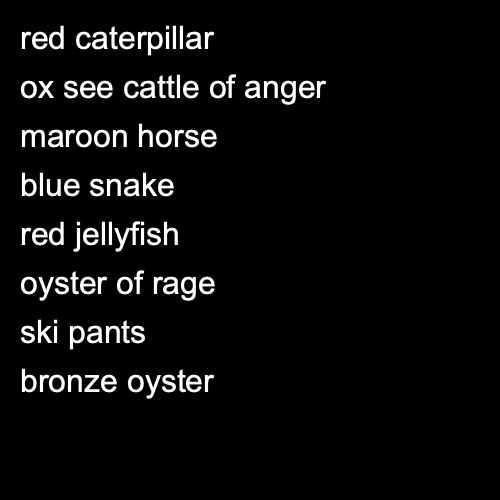 red caterpillar
ox see cattle of anger
maroon horse
blue snake
red jellyfish
oyster of rage
ski pants
bronze oyster